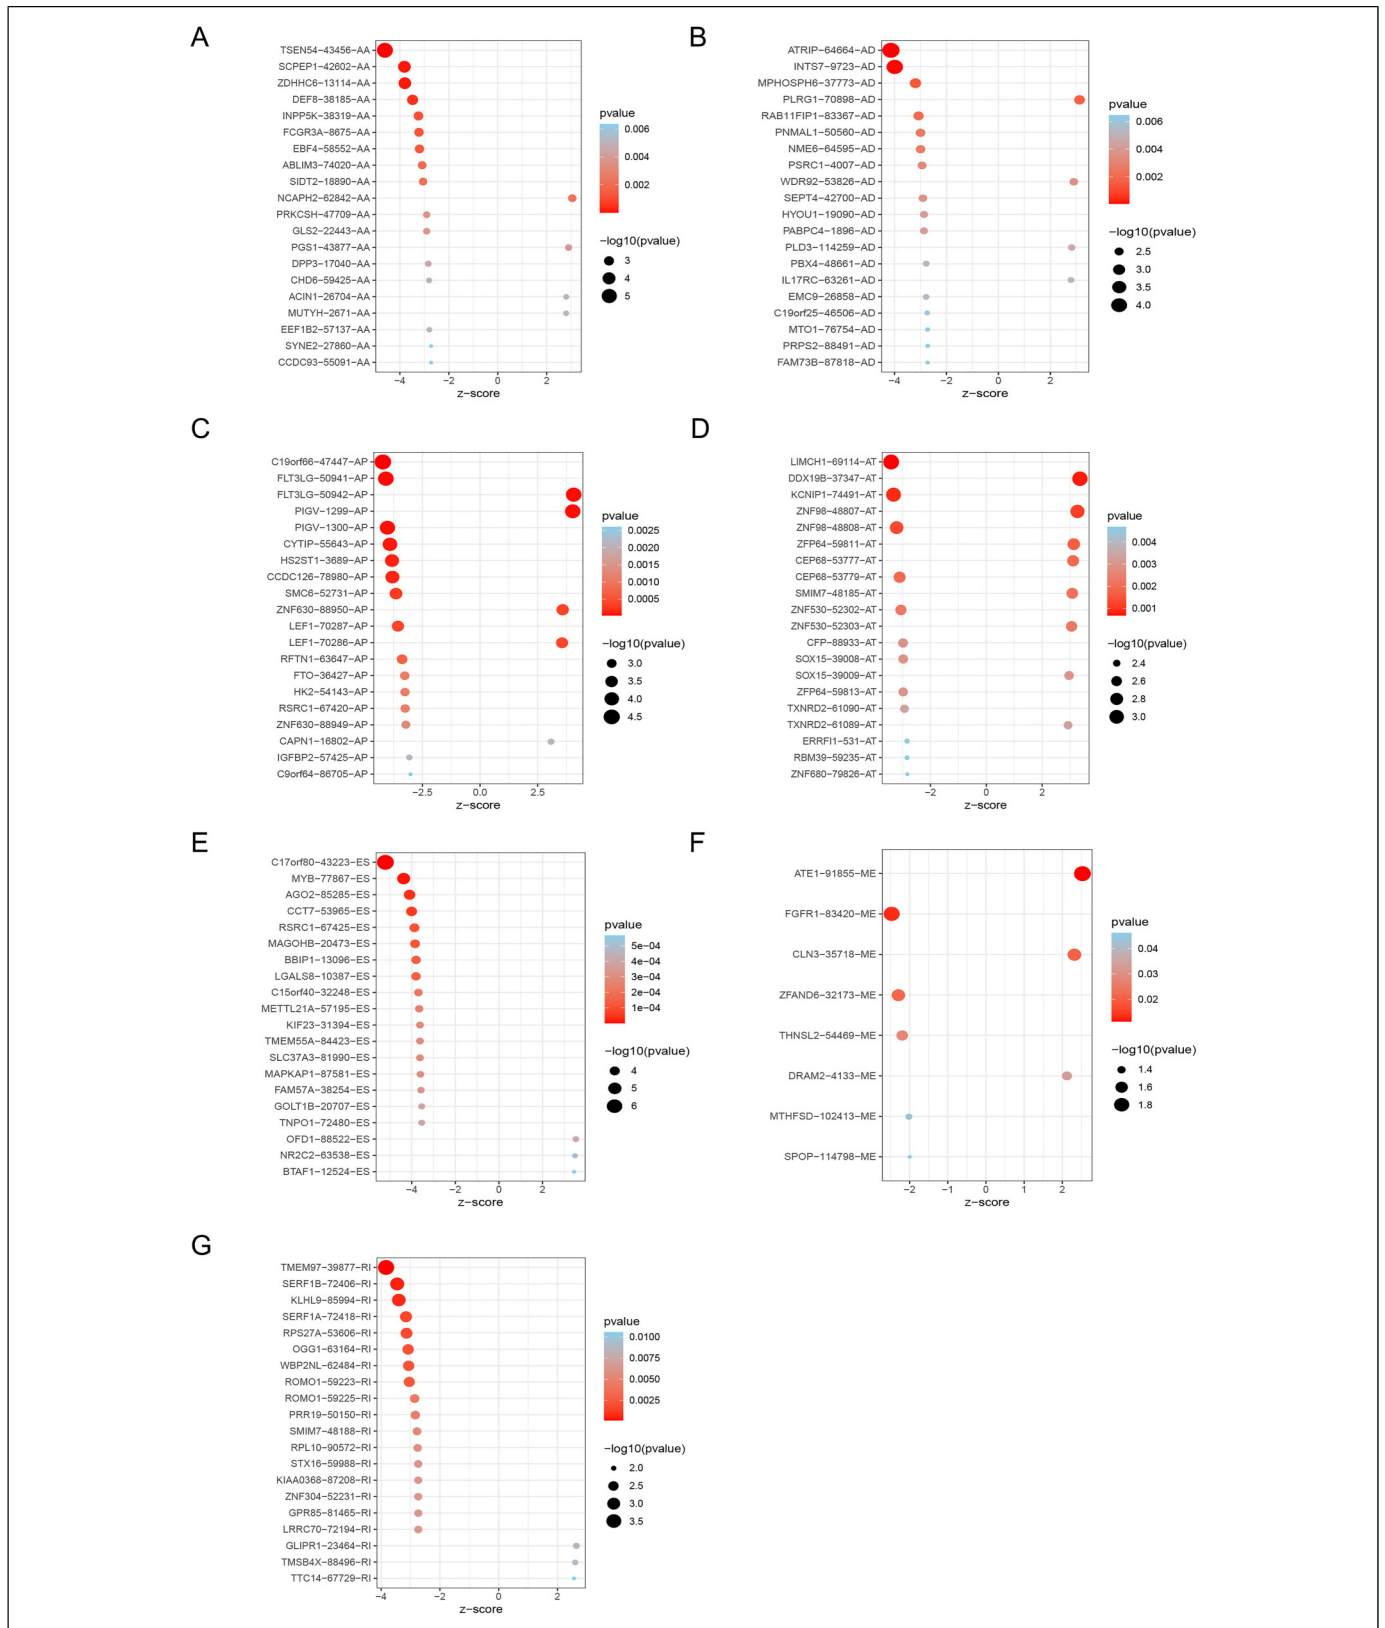 A
TSEN54−43456−AA
SCPEP1−42602−AA
ZDHHC6−13114−AA
DEF8−38185−AA
INPP5K−38319−AA
FCGR3A−8675−AA
EBF4−58552−AA
ABLIM3−74020−AA
SIDT2−18890−AA
NCAPH2−62842−AA
PRKCSH−47709−AA
GLS2−22443−AA
PGS1−43877−AA
DPP3−17040−AA
CHD6−59425−AA
ACIN1−26704−AA
MUTYH−2671−AA
EEF1B2−57137−AA
SYNE2−27860−AA
CCDC93−55091−AA
−4 −2 0 2
z−score
pvalue
0.006
0.004
0.002
−log10(pvalue)
3
4
5
B
ATRIP−64664−AD
INTS7−9723−AD
MPHOSPH6−37773−AD
PLRG1−70898−AD
RAB11FIP1−83367−AD
PNMAL1−50560−AD
NME6−64595−AD
PSRC1−4007−AD
WDR92−53826−AD
SEPT4−42700−AD
HYOU1−19090−AD
PABPC4−1896−AD
PLD3−114259−AD
PBX4−48661−AD
IL17RC−63261−AD
EMC9−26858−AD
C19orf25−46506−AD
MTO1−76754−AD
PRPS2−88491−AD
FAM73B−87818−AD
−4 −2 0 2
z−score
pvalue
0.006
0.004
0.002
−log10(pvalue)
2.5
3.0
3.5
4.0
C
C19orf66−47447−AP
FLT3LG−50941−AP
FLT3LG−50942−AP
PIGV−1299−AP
PIGV−1300−AP
CYTIP−55643−AP
HS2ST1−3689−AP
CCDC126−78980−AP
SMC6−52731−AP
ZNF630−88950−AP
LEF1−70287−AP
LEF1−70286−AP
RFTN1−63647−AP
FTO−36427−AP
HK2−54143−AP
RSRC1−67420−AP
ZNF630−88949−AP
CAPN1−16802−AP
IGFBP2−57425−AP
C9orf64−86705−AP
−2.5 0.0 2.5
z−score
pvalue
0.0025
0.0020
0.0015
0.0010
0.0005
−log10(pvalue)
3.0
3.5
4.0
4.5
D
LIMCH1−69114−AT
DDX19B−37347−AT
KCNIP1−74491−AT
ZNF98−48807−AT
ZNF98−48808−AT
ZFP64−59811−AT
CEP68−53777−AT
CEP68−53779−AT
SMIM7−48185−AT
ZNF530−52302−AT
ZNF530−52303−AT
CFP−88933−AT
SOX15−39008−AT
SOX15−39009−AT
ZFP64−59813−AT
TXNRD2−61090−AT
TXNRD2−61089−AT
ERRFI1−531−AT
RBM39−59235−AT
ZNF680−79826−AT
−2 0 2
z−score
pvalue
0.004
0.003
0.002
0.001
−log10(pvalue)
2.4
2.6
2.8
3.0
E
C17orf80−43223−ES
MYB−77867−ES
AGO2−85285−ES
CCT7−53965−ES
RSRC1−67425−ES
MAGOHB−20473−ES
BBIP1−13096−ES
LGALS8−10387−ES
C15orf40−32248−ES
METTL21A−57195−ES
KIF23−31394−ES
TMEM55A−84423−ES
SLC37A3−81990−ES
MAPKAP1−87581−ES
FAM57A−38254−ES
GOLT1B−20707−ES
TNPO1−72480−ES
OFD1−88522−ES
NR2C2−63538−ES
BTAF1−12524−ES
−4 −2 0 2
z−score
pvalue
5e−04
4e−04
3e−04
2e−04
1e−04
−log10(pvalue)
4
5
6
F
ATE1−91855−ME
FGFR1−83420−ME
CLN3−35718−ME
ZFAND6−32173−ME
THNSL2−54469−ME
DRAM2−4133−ME
MTHFSD−102413−ME
SPOP−114798−ME
−2 −1 0 1 2
z−score
pvalue
0.04
0.03
0.02
−log10(pvalue)
1.4
1.6
1.8
G
TMEM97−39877−RI
SERF1B−72406−RI
KLHL9−85994−RI
SERF1A−72418−RI
RPS27A−53606−RI
OGG1−63164−RI
WBP2NL−62484−RI
ROMO1−59223−RI
ROMO1−59225−RI
PRR19−50150−RI
SMIM7−48188−RI
RPL10−90572−RI
STX16−59988−RI
KIAA0368−87208−RI
ZNF304−52231−RI
GPR85−81465−RI
LRRC70−72194−RI
GLIPR1−23464−RI
TMSB4X−88496−RI
TTC14−67729−RI
−4 −2 0 2
z−score
pvalue
0.0100
0.0075
0.0050
0.0025
−log10(pvalue)
2.0
2.5
3.0
3.5